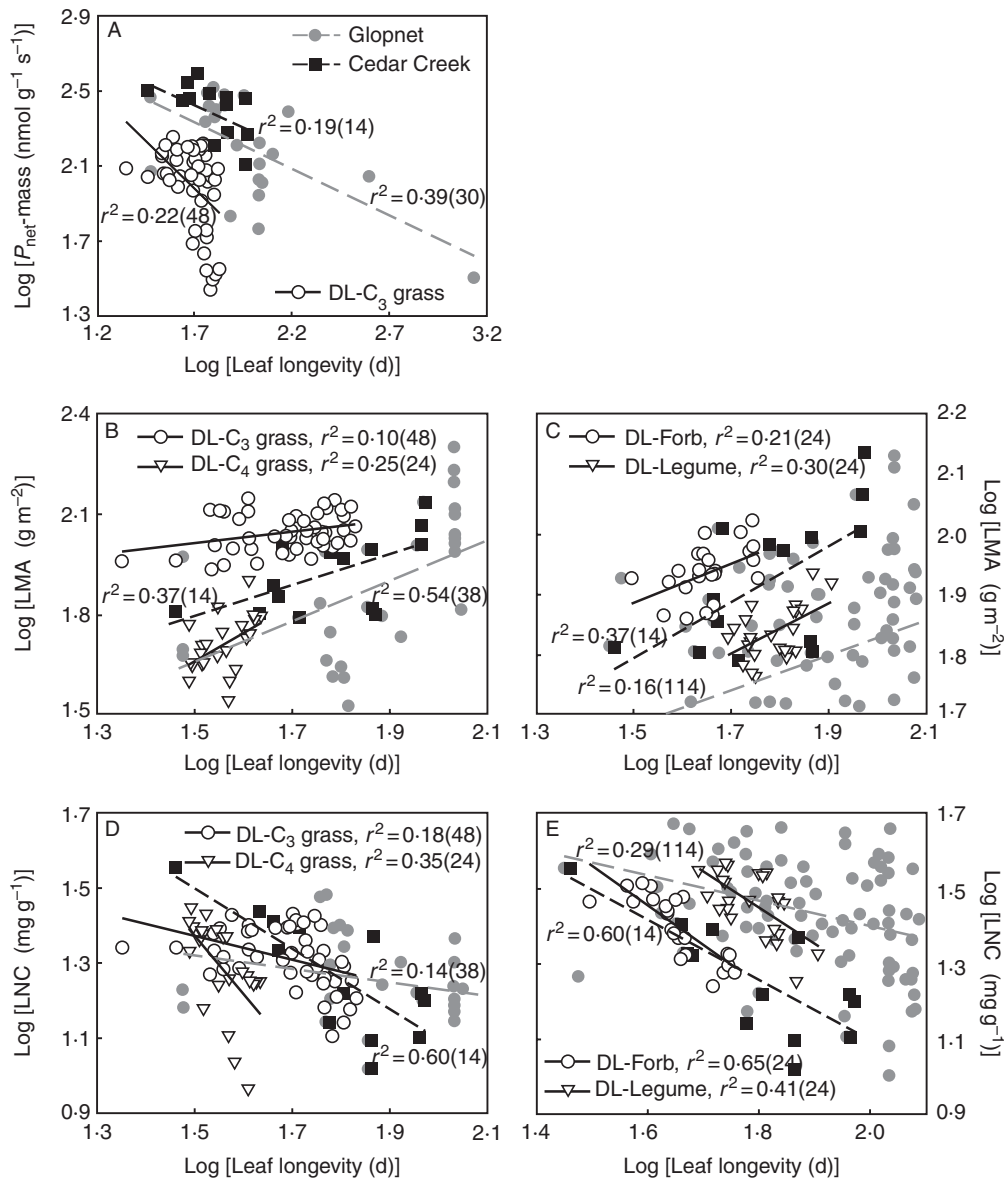 A
Glopnet
Cedar Creek
r²=0·19(14)
r²=0·39(30)
r²=0·22(48)
DL-C₃ grass
Log [Pnet-mass (nmol g⁻¹ s⁻¹)]
2·9
2·5
2·1
1·7
1·3
1·2
1·7
2·2
2·7
3·2
Log [Leaf longevity (d)]
B
DL-C₃ grass, r²=0·10(48)
DL-C₄ grass, r²=0·25(24)
r²=0·37(14)
r²=0·54(38)
Log [LMA (g m⁻²)]
2·4
2·1
1·8
1·5
1·3
1·5
1·7
1·9
2·1
Log [Leaf longevity (d)]
C
DL-Forb, r²=0·21(24)
DL-Legume, r²=0·30(24)
r²=0·37(14)
r²=0·16(114)
2·2
2·1
2·0
1·9
1·8
1·7
Log [LMA (g m⁻²)]
1·3
1·5
1·7
1·9
2·1
Log [Leaf longevity (d)]
D
DL-C₃ grass, r²=0·18(48)
DL-C₄ grass, r²=0·35(24)
r²=0·14(38)
r²=0·60(14)
Log [LNC (mg g⁻¹)]
1·7
1·5
1·3
1·1
0·9
1·3
1·5
1·7
1·9
2·1
Log [Leaf longevity (d)]
E
r²=0·29(114)
r²=0·60(14)
DL-Forb, r²=0·65(24)
DL-Legume, r²=0·41(24)
1·7
1·5
1·3
1·1
0·9
Log [LNC (mg g⁻¹)]
1·4
1·6
1·8
2·0
Log [Leaf longevity (d)]